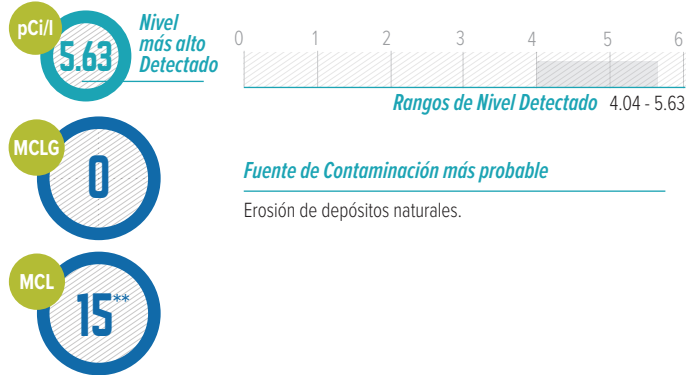 pCi/l
5.63
Nivel
más alto
Detectado
0 1 2 3 4 5 6
Rangos de Nivel Detectado 4.04 - 5.63
MCLG
0
Fuente de Contaminación más probable
Erosión de depósitos naturales.
MCL
15**